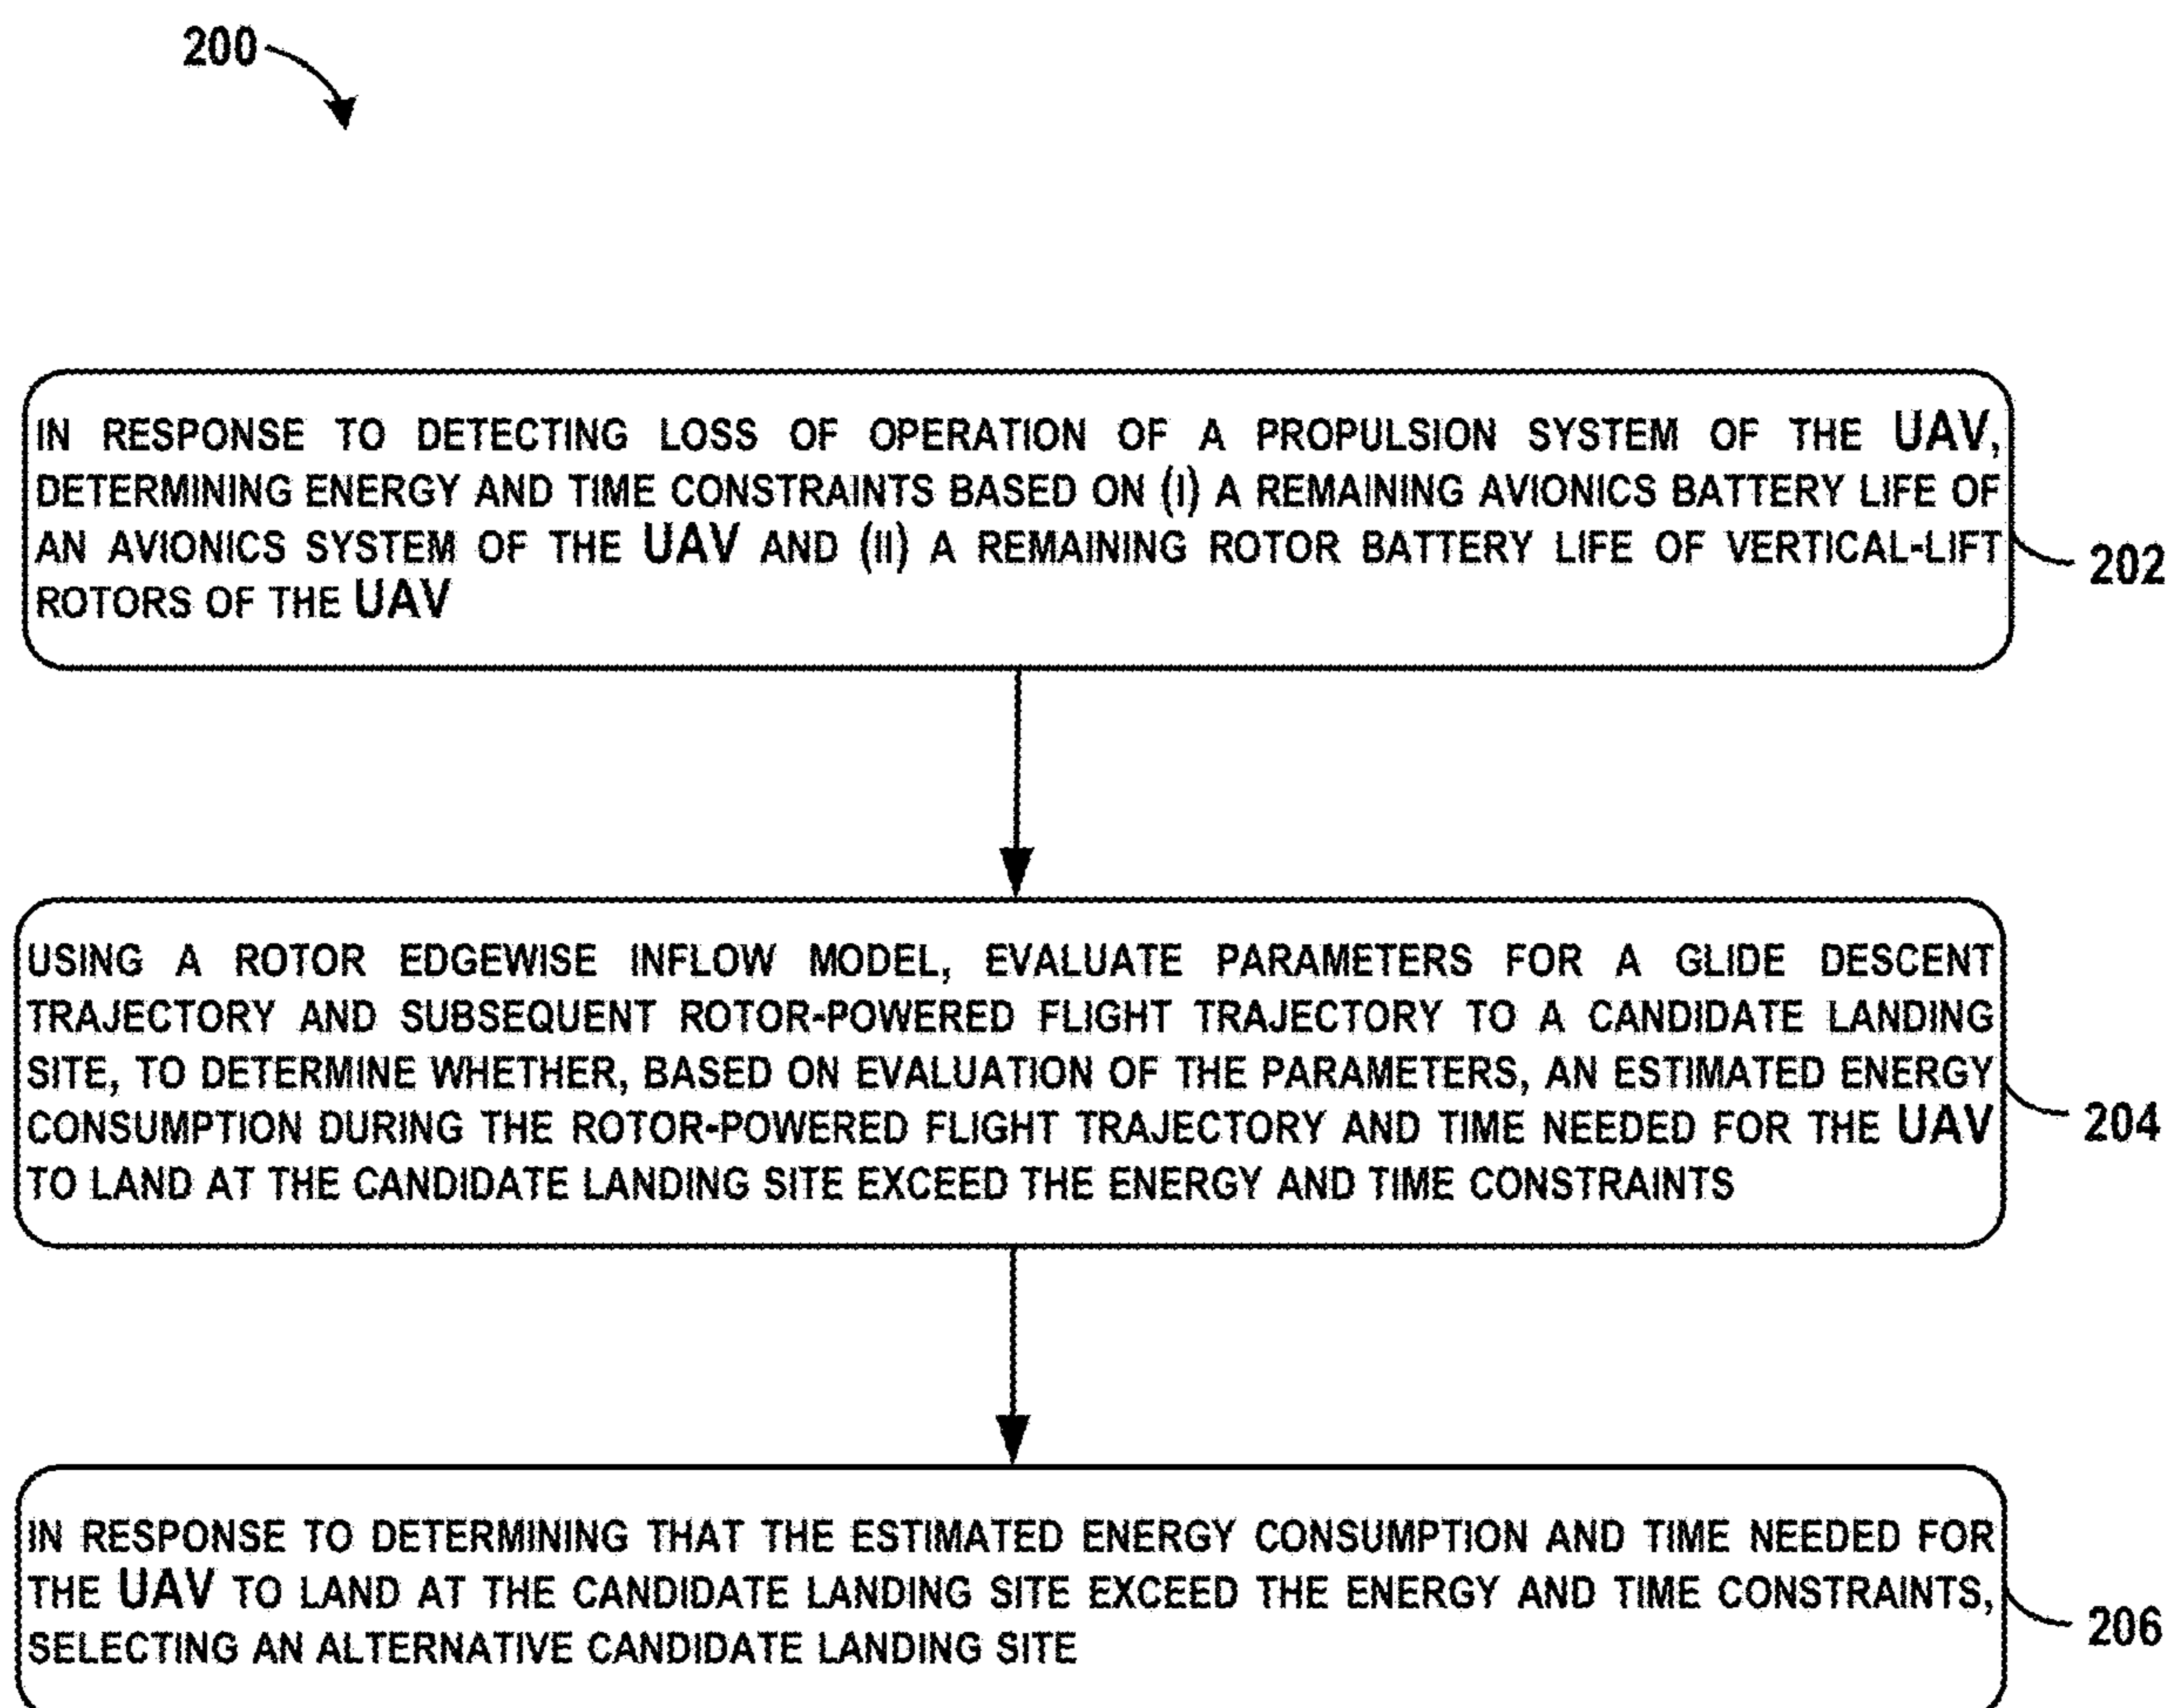 200
IN RESPONSE TO DETECTING LOSS OF OPERATION OF A PROPULSION SYSTEM OF THE UAV,
DETERMINING ENERGY AND TIME CONSTRAINTS BASED ON (I) A REMAINING AVIONICS BATTERY LIFE OF
AN AVIONICS SYSTEM OF THE UAV AND (II) A REMAINING ROTOR BATTERY LIFE OF VERTICAL-LIFT
ROTORS OF THE UAV
202
USING A ROTOR EDGEWISE INFLOW MODEL, EVALUATE PARAMETERS FOR A GLIDE DESCENT
TRAJECTORY AND SUBSEQUENT ROTOR-POWERED FLIGHT TRAJECTORY TO A CANDIDATE LANDING
SITE, TO DETERMINE WHETHER, BASED ON EVALUATION OF THE PARAMETERS, AN ESTIMATED ENERGY
CONSUMPTION DURING THE ROTOR-POWERED FLIGHT TRAJECTORY AND TIME NEEDED FOR THE UAV
TO LAND AT THE CANDIDATE LANDING SITE EXCEED THE ENERGY AND TIME CONSTRAINTS
204
IN RESPONSE TO DETERMINING THAT THE ESTIMATED ENERGY CONSUMPTION AND TIME NEEDED FOR
THE UAV TO LAND AT THE CANDIDATE LANDING SITE EXCEED THE ENERGY AND TIME CONSTRAINTS,
SELECTING AN ALTERNATIVE CANDIDATE LANDING SITE
206